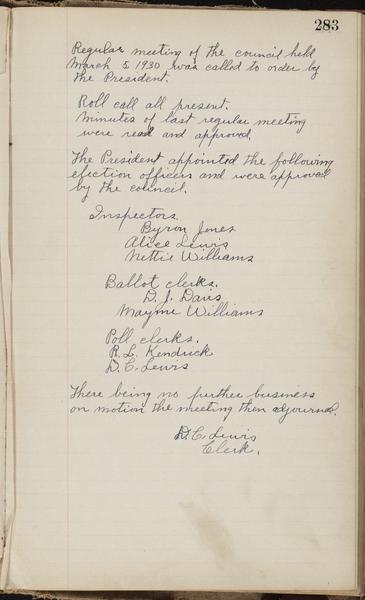 283
Regular meeting of the council held
March 5, 1930 was called to order by
the President.
Roll call all present.
Minutes of last regular meeting
were read and approved.
The President appointed the following
election officers and were approved
by the council.
Inspectors.
Byron Jones
Alice Lewis
Nettie Williams
Ballot clerks.
D. J. Davis
Mayme Williams
Poll clerks.
R. L. Kendrick
D. C. Lewis
There being no further business
on motion the meeting then adjourned.
D. C. Lewis
Clerk.